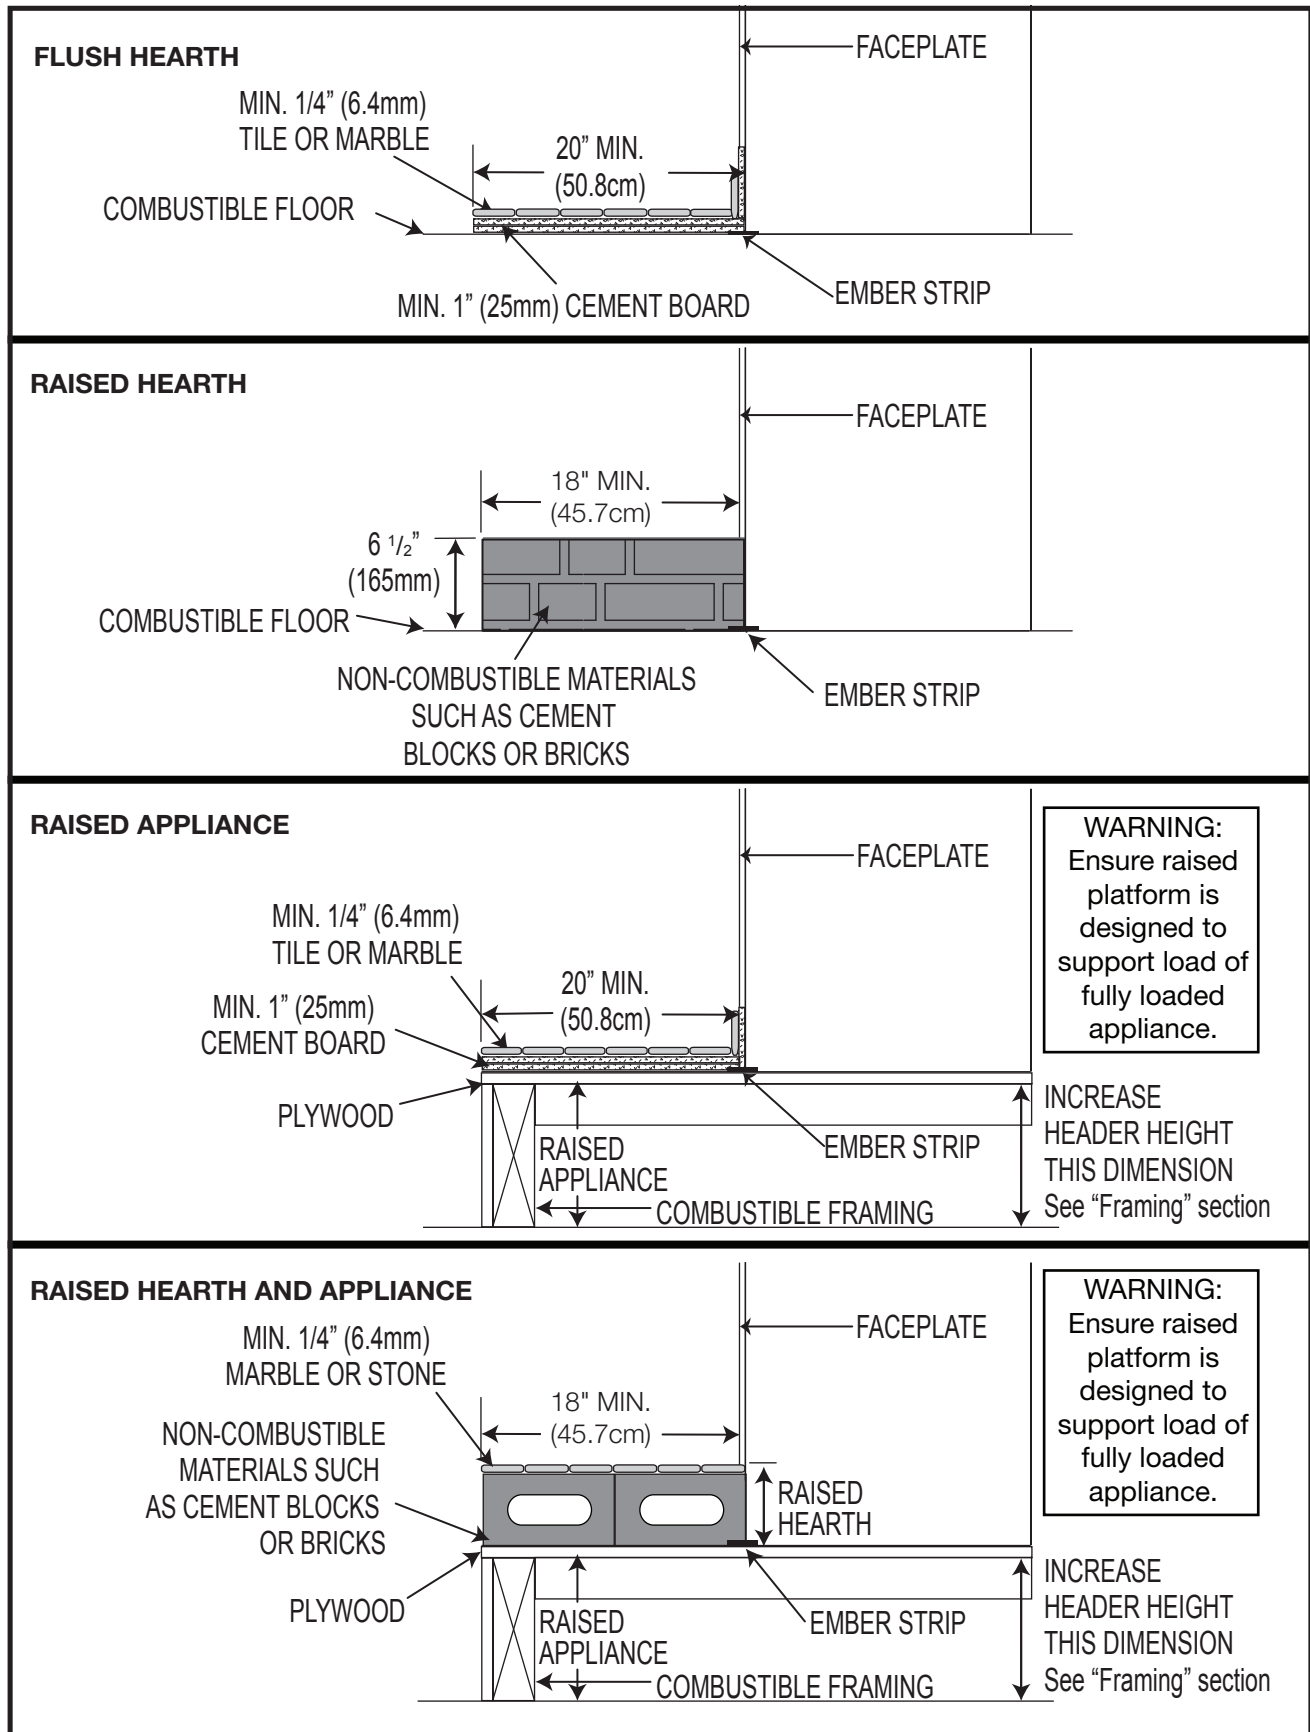 FLUSH HEARTH
FACEPLATE
MIN. 1/4” (6.4mm)
TILE OR MARBLE
20” MIN.
(50.8cm)
COMBUSTIBLE FLOOR
EMBER STRIP
MIN. 1” (25mm) CEMENT BOARD
RAISED HEARTH
FACEPLATE
18" MIN.
(45.7cm)
6 1/2”
(165mm)
COMBUSTIBLE FLOOR
NON-COMBUSTIBLE MATERIALS
SUCH AS CEMENT
BLOCKS OR BRICKS
EMBER STRIP
RAISED APPLIANCE
FACEPLATE
WARNING:
Ensure raised
platform is
designed to
support load of
fully loaded
appliance.
MIN. 1/4” (6.4mm)
TILE OR MARBLE
20” MIN.
(50.8cm)
MIN. 1” (25mm)
CEMENT BOARD
PLYWOOD
RAISED
APPLIANCE
EMBER STRIP
COMBUSTIBLE FRAMING
INCREASE
HEADER HEIGHT
THIS DIMENSION
See “Framing” section
RAISED HEARTH AND APPLIANCE
FACEPLATE
WARNING:
Ensure raised
platform is
designed to
support load of
fully loaded
appliance.
MIN. 1/4” (6.4mm)
MARBLE OR STONE
18" MIN.
(45.7cm)
NON-COMBUSTIBLE
MATERIALS SUCH
AS CEMENT BLOCKS
OR BRICKS
RAISED
HEARTH
PLYWOOD
RAISED
APPLIANCE
EMBER STRIP
COMBUSTIBLE FRAMING
INCREASE
HEADER HEIGHT
THIS DIMENSION
See “Framing” section